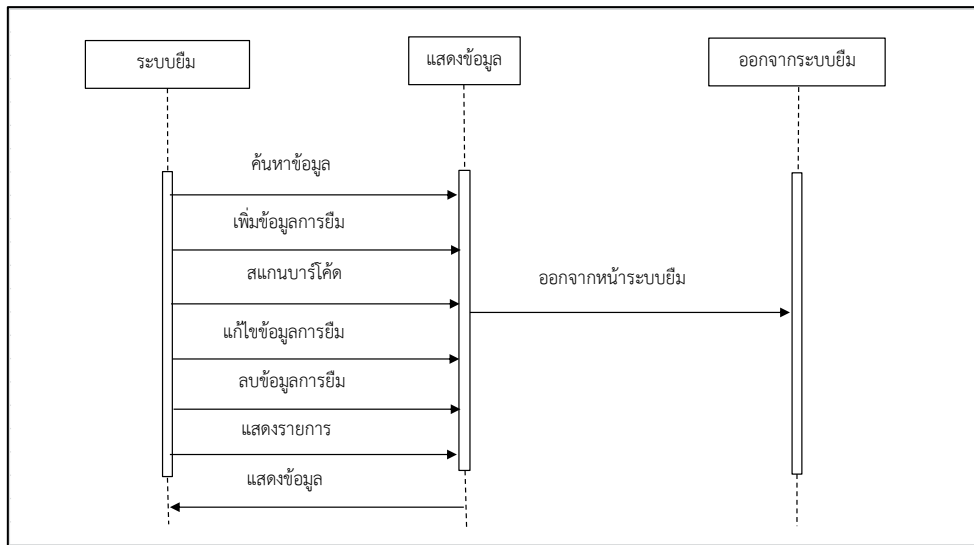 ระบบยืม
แสดงข้อมูล
ออกจากระบบยืม
ค้นหาข้อมูล
เพิ่มข้อมูลการยืม
สแกนบาร์โค้ด
ออกจากหน้าระบบยืม
แก้ไขข้อมูลการยืม
ลบข้อมูลการยืม
แสดงรายการ
แสดงข้อมูล